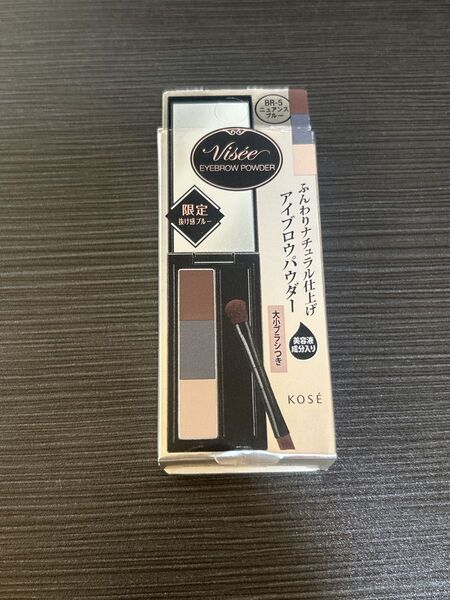 BR-5
ニュアンス
ブルー
Visée
EYEBROW POWDER
限定
抜け感ブルー
ふんわりナチュラル仕上げ
アイブロウパウダー
大小ブラシつき
美容液
成分入り
KOSÉ